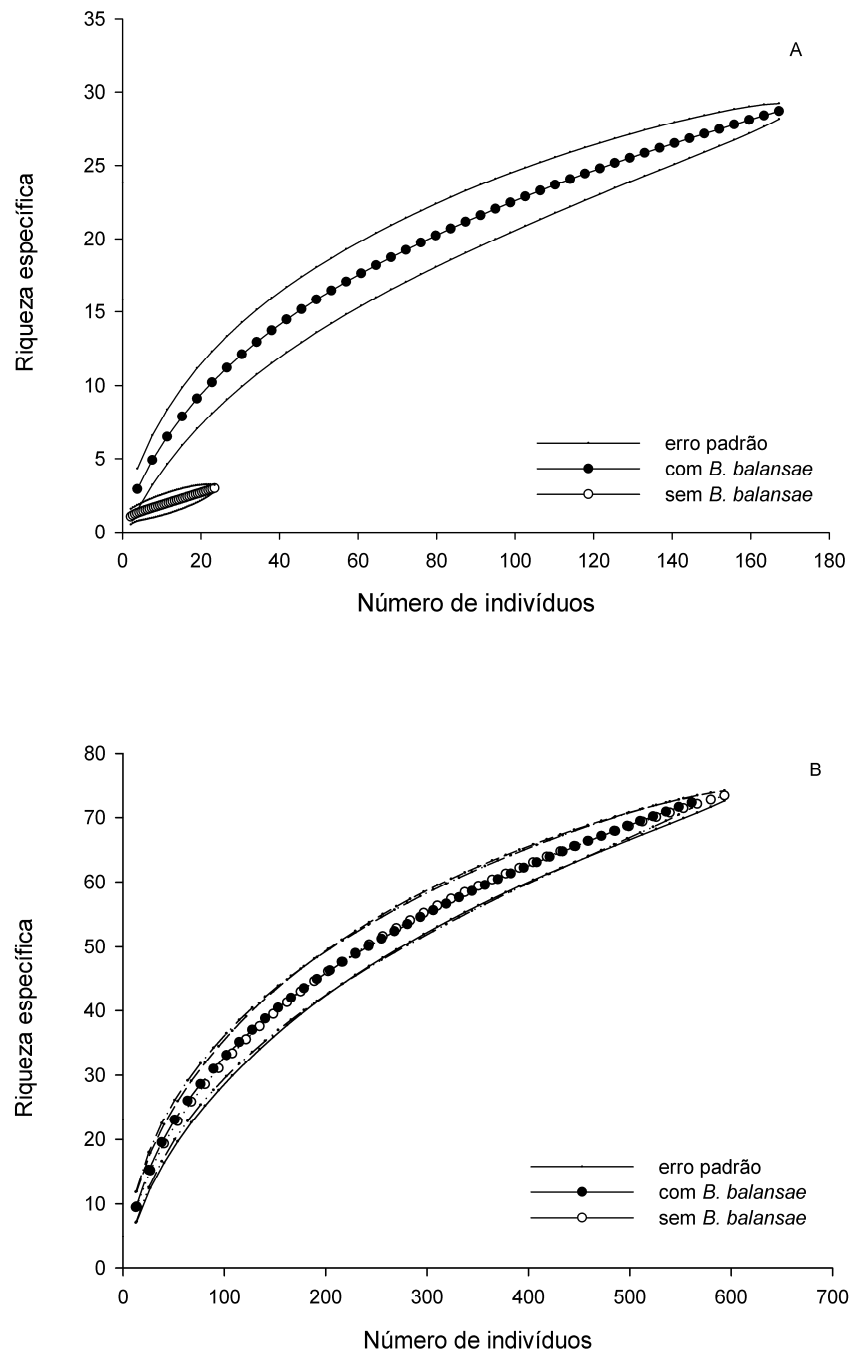 A
Riqueza específica
35
30
25
20
15
10
5
0
erro padrão
com B. balansae
sem B. balansae
0 20 40 60 80 100 120 140 160 180
Número de indivíduos
B
Riqueza específica
80
70
60
50
40
30
20
10
0
erro padrão
com B. balansae
sem B. balansae
0 100 200 300 400 500 600 700
Número de indivíduos